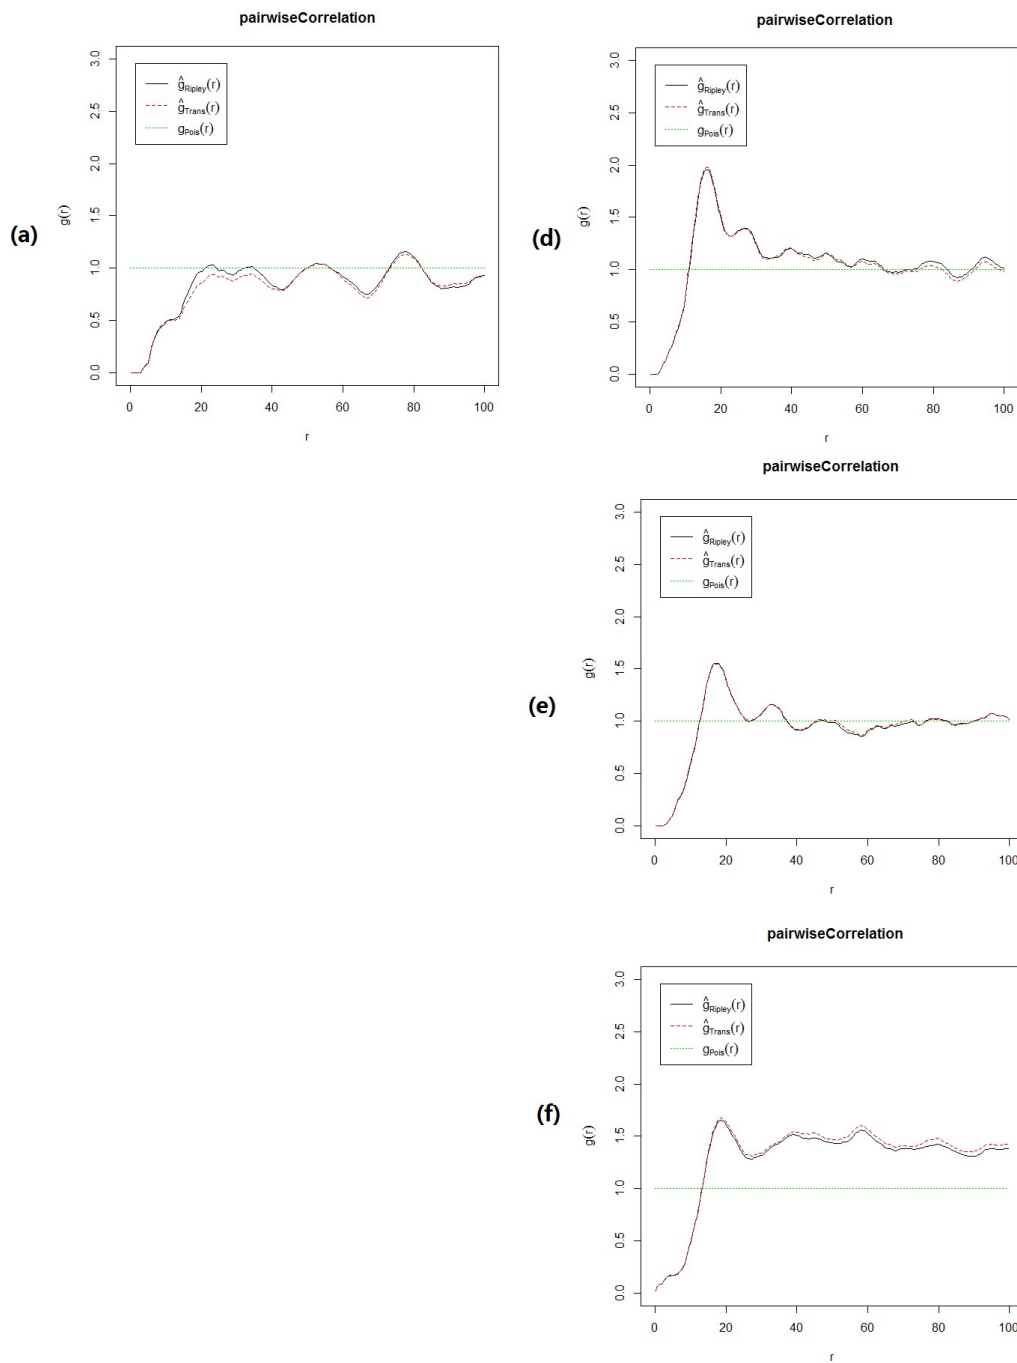 pairwiseCorrelation
(a)
g(r)
3.0
2.5
2.0
1.5
1.0
0.5
0.0
ĝRipley(r)
ĝTrans(r)
gPois(r)
0 20 40 60 80 100
r
pairwiseCorrelation
(d)
g(r)
3.0
2.5
2.0
1.5
1.0
0.5
0.0
ĝRipley(r)
ĝTrans(r)
gPois(r)
0 20 40 60 80 100
r
pairwiseCorrelation
(e)
g(r)
3.0
2.5
2.0
1.5
1.0
0.5
0.0
ĝRipley(r)
ĝTrans(r)
gPois(r)
0 20 40 60 80 100
r
pairwiseCorrelation
(f)
g(r)
3.0
2.5
2.0
1.5
1.0
0.5
0.0
ĝRipley(r)
ĝTrans(r)
gPois(r)
0 20 40 60 80 100
r